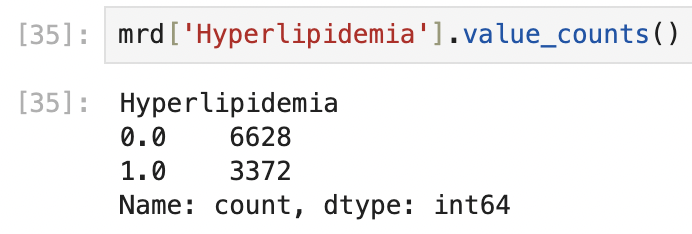 [35]: mrd['Hyperlipidemia'].value_counts()
[35]: Hyperlipidemia
0.0    6628
1.0    3372
Name: count, dtype: int64